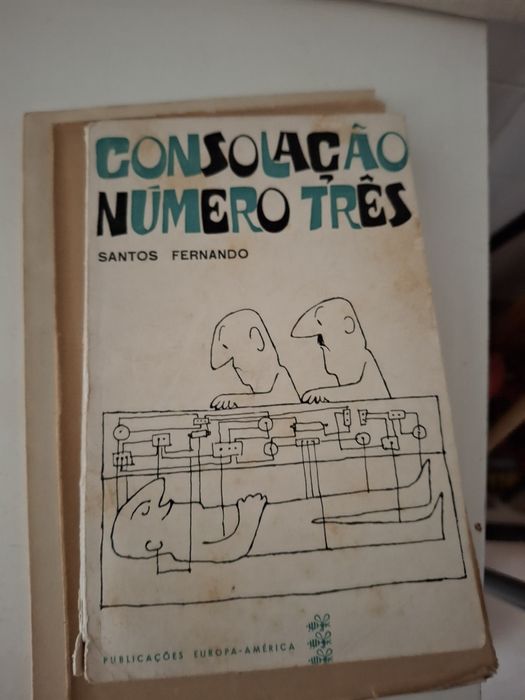 CONSOLAÇÃO
NÚMERO TRÊS
SANTOS FERNANDO
PUBLICAÇÕES EUROPA-AMÉRICA